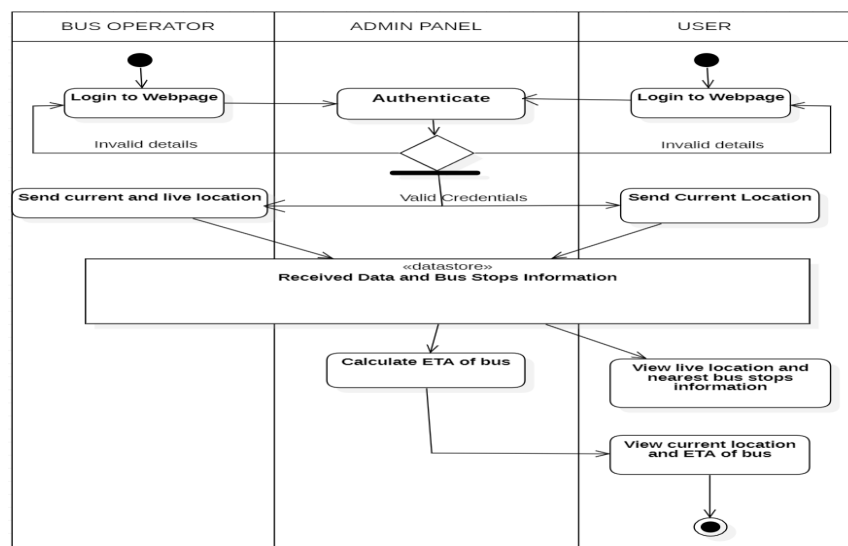 BUS OPERATOR
ADMIN PANEL
USER
Login to Webpage
Authenticate
Login to Webpage
Invalid details
Invalid details
Send current and live location
Valid Credentials
Send Current Location
«datastore»
Received Data and Bus Stops Information
Calculate ETA of bus
View live location and
nearest bus stops
information
View current location
and ETA of bus